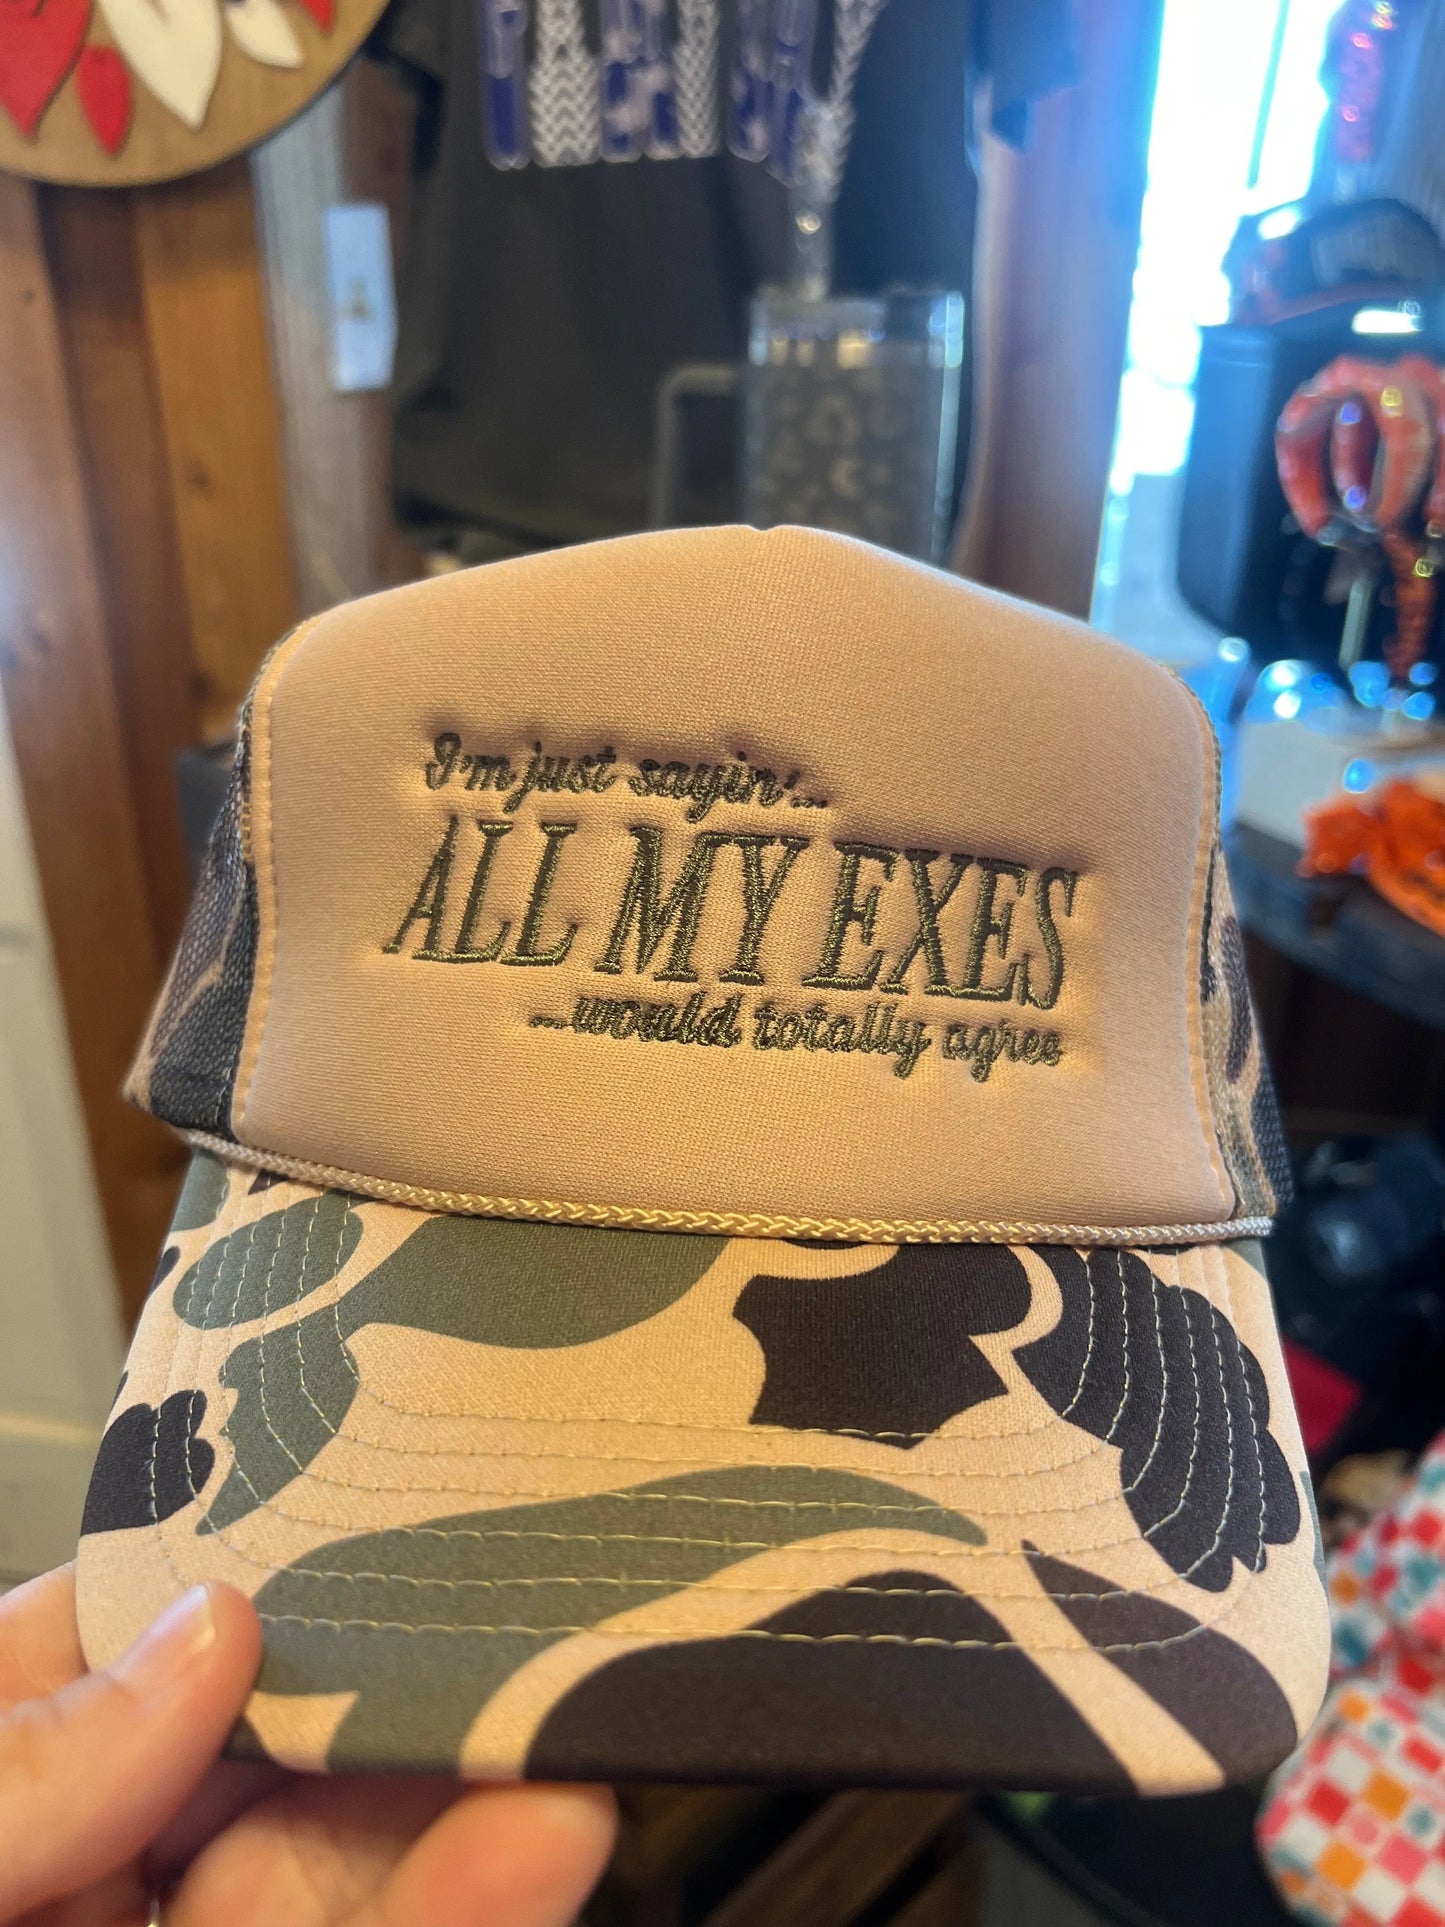 I'm just sayin'...
ALL MY EXES
...would totally agree